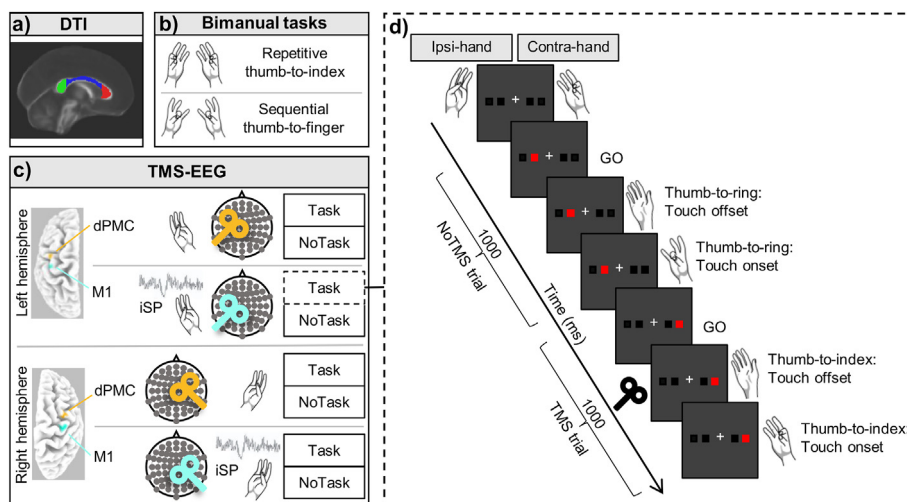 a)
DTI
b)
Bimanual tasks
Repetitive
thumb-to-index
Sequential
thumb-to-finger
c)
TMS-EEG
Left hemisphere
dPMC
M1
Task
NoTask
iSP
Task
NoTask
Right hemisphere
dPMC
M1
Task
NoTask
iSP
Task
NoTask
d)
Ipsi-hand
Contra-hand
GO
Thumb-to-ring:
Touch offset
Thumb-to-ring:
Touch onset
GO
Thumb-to-index:
Touch offset
Thumb-to-index:
Touch onset
1000
NoTMS trial
Time (ms)
1000
TMS trial